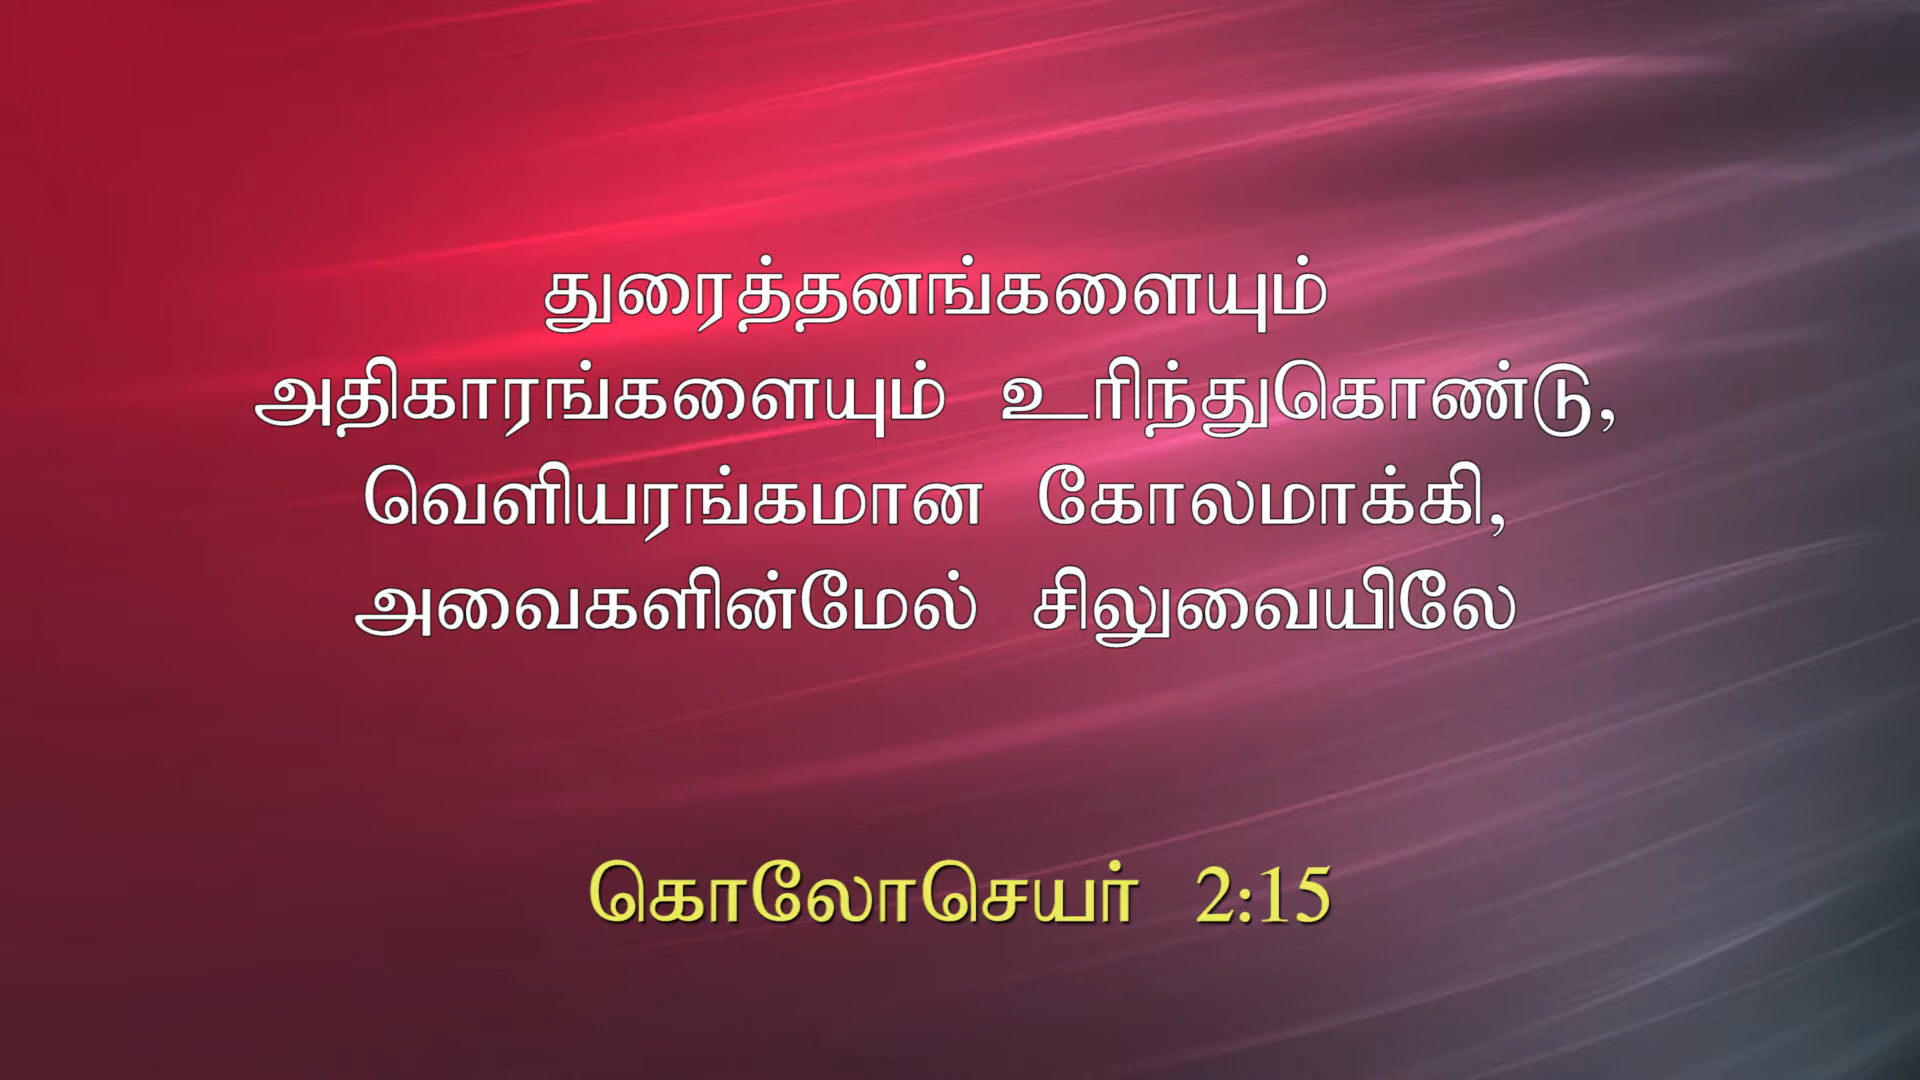 துரைத்தனங்களையும்
அதிகாரங்களையும் உரிந்துகொண்டு,
வெளியரங்கமான கோலமாக்கி,
அவைகளின்மேல் சிலுவையிலே
கொலோசெயர் 2:15